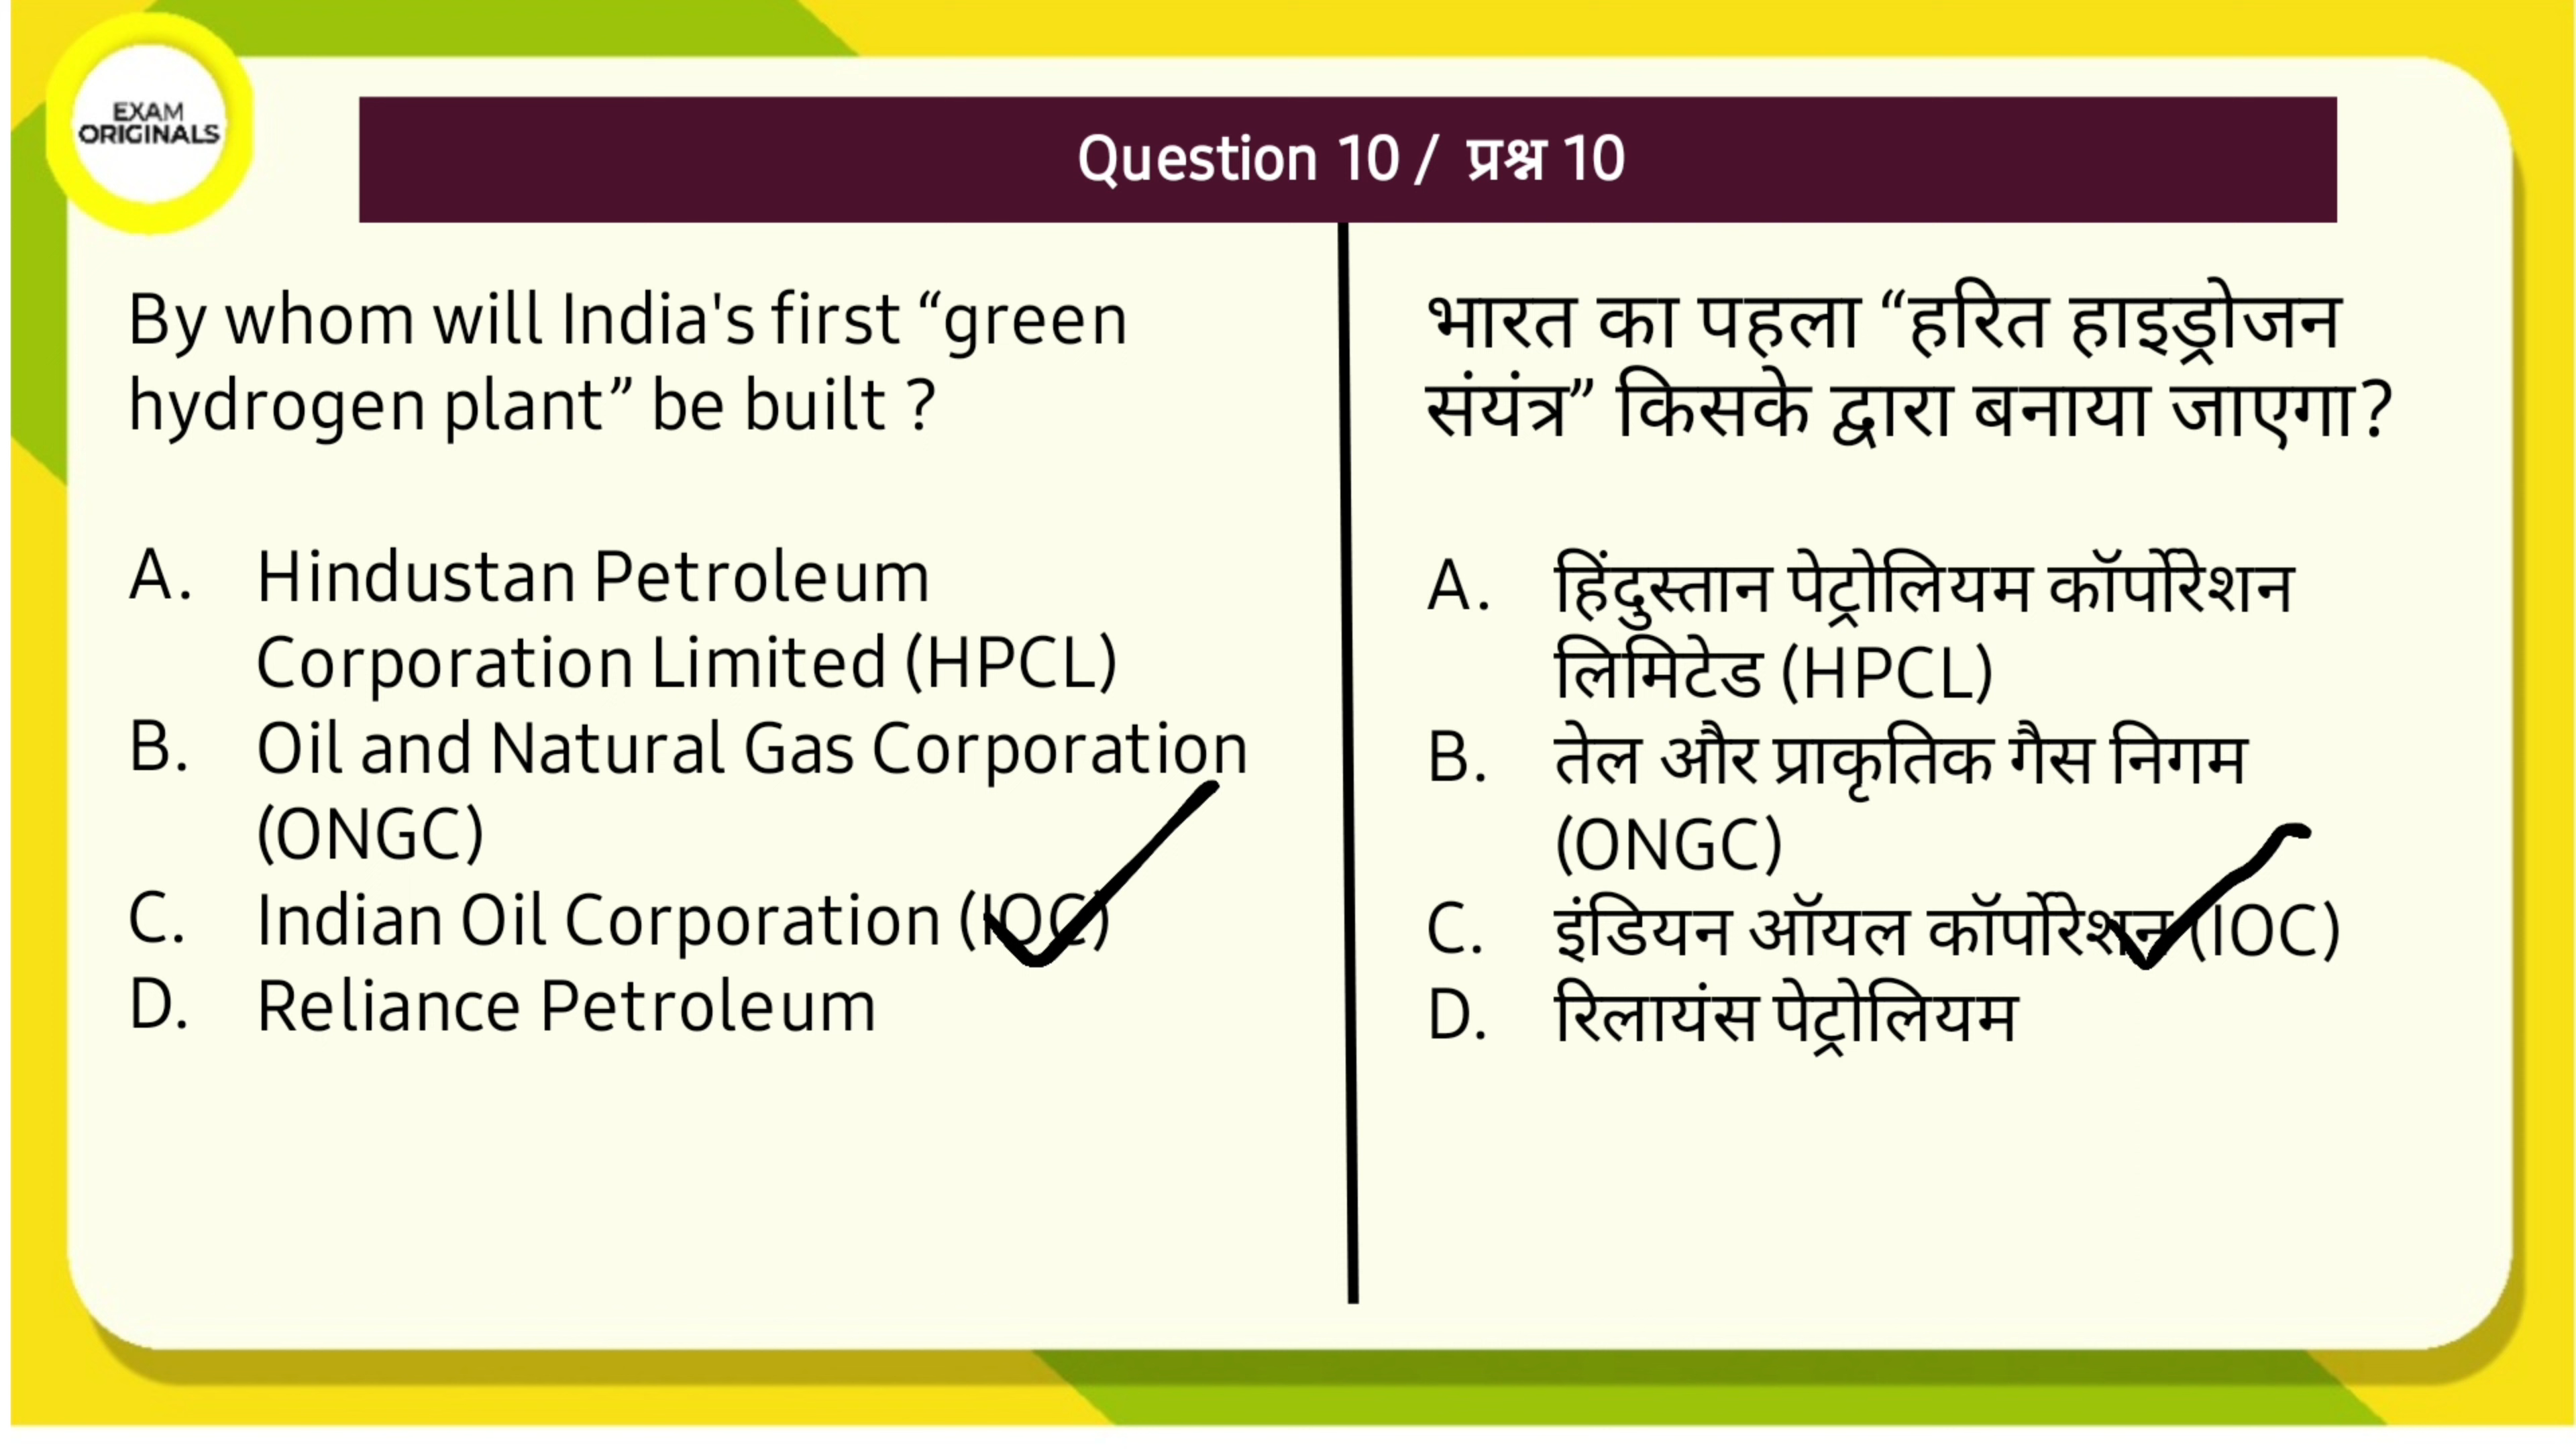 EXAM
ORIGINALS
Question 10 / प्रश्न 10
By whom will India's first “green
hydrogen plant” be built ?
A. Hindustan Petroleum
Corporation Limited (HPCL)
B. Oil and Natural Gas Corporation
(ONGC)
C. Indian Oil Corporation (IOC)
D. Reliance Petroleum
भारत का पहला “हरित हाइड्रोजन
संयंत्र” किसके द्वारा बनाया जाएगा?
A. हिंदुस्तान पेट्रोलियम कॉर्पोरेशन
लिमिटेड (HPCL)
B. तेल और प्राकृतिक गैस निगम
(ONGC)
C. इंडियन ऑयल कॉर्पोरेशन (IOC)
D. रिलायंस पेट्रोलियम